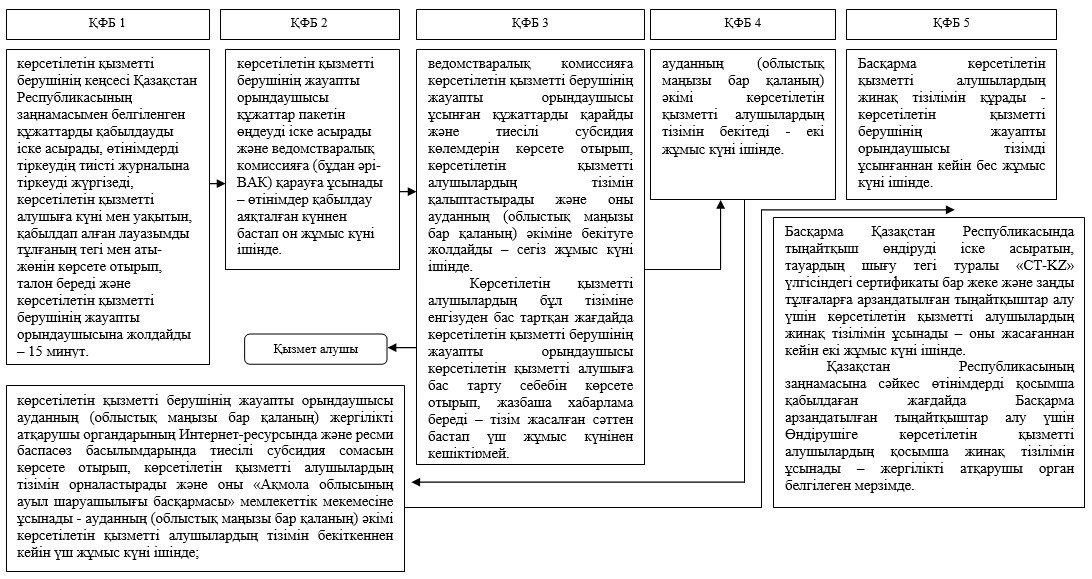 ҚФБ 1
ҚФБ 2
ҚФБ 3
ҚФБ 4
ҚФБ 5
көрсетілетін қызметті
берушінің кеңсесі Қазақстан
Республикасының
заңнамасымен белгіленген
құжаттарды қабылдауды
іске асырады, өтінімдерді
тіркеудің тиісті журналына
тіркеуді жүргізеді,
көрсетілетін қызметті
алушыға күні мен уақытын,
қабылдап алған лауазымды
тұлғаның тегі мен аты-
жөнін көрсете отырып,
талон береді және
көрсетілетін қызметті
берушінің жауапты
орындаушысына жолдайды
– 15 минут.
көрсетілетін қызметті
берушінің жауапты
орындаушысы
құжаттар пакетін
өңдеуді іске асырады
және ведомстваралық
комиссияға (бұдан әрі-
ВАК) қарауға ұсынады
– өтінімдер қабылдау
аяқталған күннен
бастап он жұмыс күні
ішінде.
ведомстваралық комиссияға
көрсетілетін қызметті берушінің
жауапты орындаушысы
ұсынған құжаттарды қарайды
және тиесілі субсидия
көлемдерін көрсете отырып,
көрсетілетін қызметті
алушылардың тізімін
қалыптастырады және оны
ауданның (облыстық маңызы
бар қаланың) әкіміне бекітуге
жолдайды – сегіз жұмыс күні
ішінде.
Көрсетілетін қызметті
алушылардың бұл тізіміне
енгізуден бас тартқан жағдайда
көрсетілетін қызметті берушінің
жауапты орындаушысы
көрсетілетін қызметті алушыға
бас тарту себебін көрсете
отырып, жазбаша хабарлама
береді – тізім жасалған сәттен
бастап үш жұмыс күнінен
кешіктірмей.
ауданның (облыстық
маңызы бар қаланың)
әкімі көрсетілетін
қызметті алушылардың
тізімін бекітеді - екі
жұмыс күні ішінде.
Басқарма көрсетілетін
қызметті алушылардың
жинақ тізілімін құрады -
көрсетілетін қызметті
берушінің жауапты
орындаушысы тізімді
ұсынғаннан кейін бес жұмыс
күні ішінде.
Басқарма Қазақстан Республикасында
тыңайтқыш өндіруді іске асыратын,
тауардың шығу тегі туралы «СТ-KZ»
үлгісіндегі сертификаты бар жеке және заңды
тұлғаларға арзандатылған тыңайтқыштар алу
үшін көрсетілетін қызметті алушылардың
жинақ тізілімін ұсынады – оны жасағаннан
кейін екі жұмыс күні ішінде.
Қазақстан Республикасының
заңнамасына сәйкес өтінімдерді қосымша
қабылдаған жағдайда Басқарма
арзандатылған тыңайтқыштар алу үшін
Өндірушіге көрсетілетін қызметті
алушылардың қосымша жинақ тізілімін
ұсынады – жергілікті атқарушы орган
белгілеген мерзімде.
Қызмет алушы
көрсетілетін қызметті берушінің жауапты орындаушысы
ауданның (облыстық маңызы бар қаланың) жергілікті
атқарушы органдарының Интернет-ресурсында және ресми
баспасөз басылымдарында тиесілі субсидия сомасын
көрсете отырып, көрсетілетін қызметті алушылардың
тізімін орналастырады және оны «Ақмола облысының
ауыл шаруашылығы басқармасы» мемлекеттік мекемесіне
ұсынады - ауданның (облыстық маңызы бар қаланың) әкімі
көрсетілетін қызметті алушылардың тізімін бекіткеннен
кейін үш жұмыс күні ішінде;